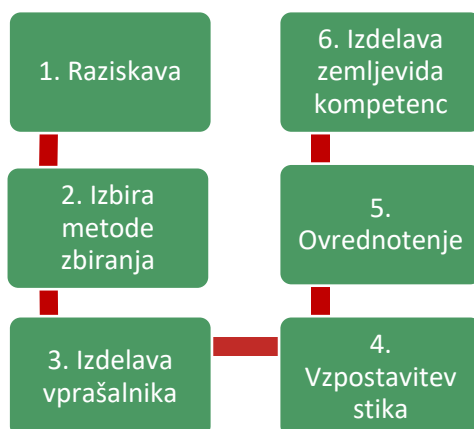 1. Raziskava
2. Izbira
metode
zbiranja
3. Izdelava
vprašalnika
4.
Vzpostavitev
stika
5.
Ovrednotenje
6. Izdelava
zemljevida
kompetenc